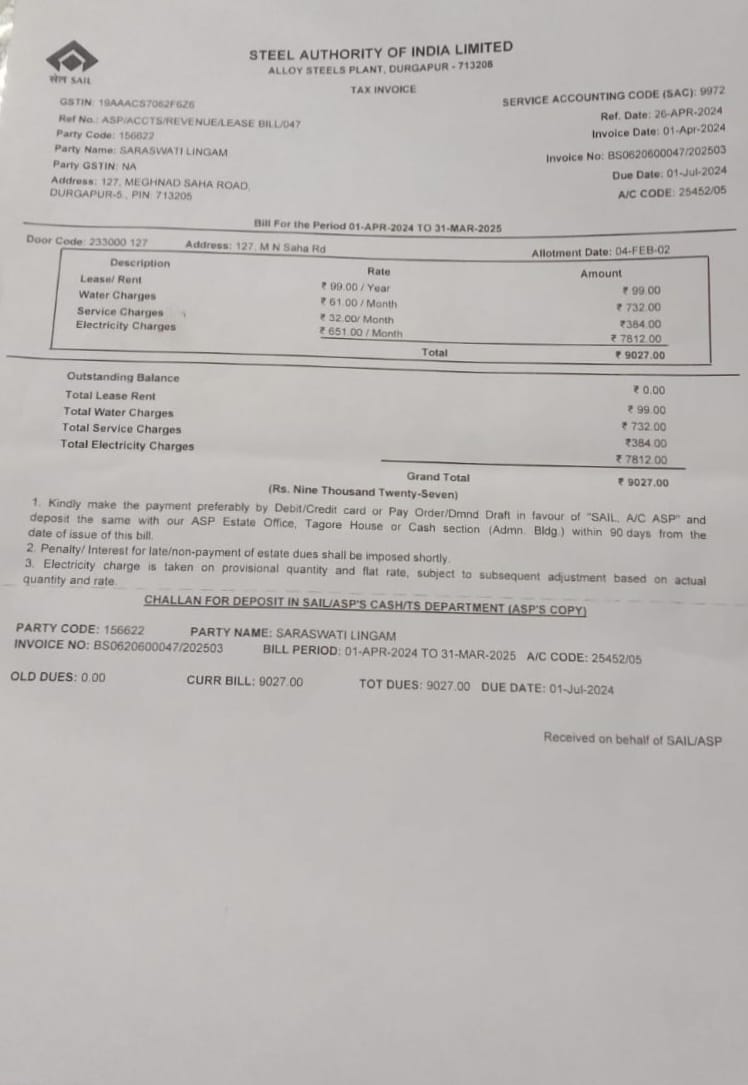 STEEL AUTHORITY OF INDIA LIMITED
ALLOY STEELS PLANT, DURGAPUR - 713208
सेल SAIL
TAX INVOICE
GSTIN: 19AAACS7062F6Z6
SERVICE ACCOUNTING CODE (SAC): 9972
Ref No.: ASP/ACCTS/REVENUE/LEASE BILL/047
Ref. Date: 26-APR-2024
Party Code: 156622
Invoice Date: 01-Apr-2024
Party Name: SARASWATI LINGAM
Invoice No: BS0620600047/202503
Party GSTIN: NA
Due Date: 01-Jul-2024
Address: 127, MEGHNAD SAHA ROAD,
A/C CODE: 25452/05
DURGAPUR-5., PIN: 713205
Bill For the Period 01-APR-2024 TO 31-MAR-2025
Door Code: 233000 127 Address: 127, M N Saha Rd Allotment Date: 04-FEB-02
Description Rate Amount
Lease/ Rent ₹ 99.00 / Year ₹ 99.00
Water Charges ₹ 61.00 / Month ₹ 732.00
Service Charges ₹ 32.00/ Month ₹384.00
Electricity Charges ₹ 651.00 / Month ₹ 7812.00
Total ₹ 9027.00
Outstanding Balance ₹ 0.00
Total Lease Rent ₹ 99.00
Total Water Charges ₹ 732.00
Total Service Charges ₹384.00
Total Electricity Charges ₹ 7812.00
Grand Total ₹ 9027.00
(Rs. Nine Thousand Twenty-Seven)
1. Kindly make the payment preferably by Debit/Credit card or Pay Order/Dmnd Draft in favour of "SAIL, A/C ASP" and
deposit the same with our ASP Estate Office, Tagore House or Cash section (Admn. Bldg.) within 90 days from the
date of issue of this bill.
2. Penalty/ Interest for late/non-payment of estate dues shall be imposed shortly.
3. Electricity charge is taken on provisional quantity and flat rate, subject to subsequent adjustment based on actual
quantity and rate.
CHALLAN FOR DEPOSIT IN SAIL/ASP'S CASH/TS DEPARTMENT (ASP'S COPY)
PARTY CODE: 156622 PARTY NAME: SARASWATI LINGAM
INVOICE NO: BS0620600047/202503 BILL PERIOD: 01-APR-2024 TO 31-MAR-2025 A/C CODE: 25452/05
OLD DUES: 0.00 CURR BILL: 9027.00 TOT DUES: 9027.00 DUE DATE: 01-Jul-2024
Received on behalf of SAIL/ASP